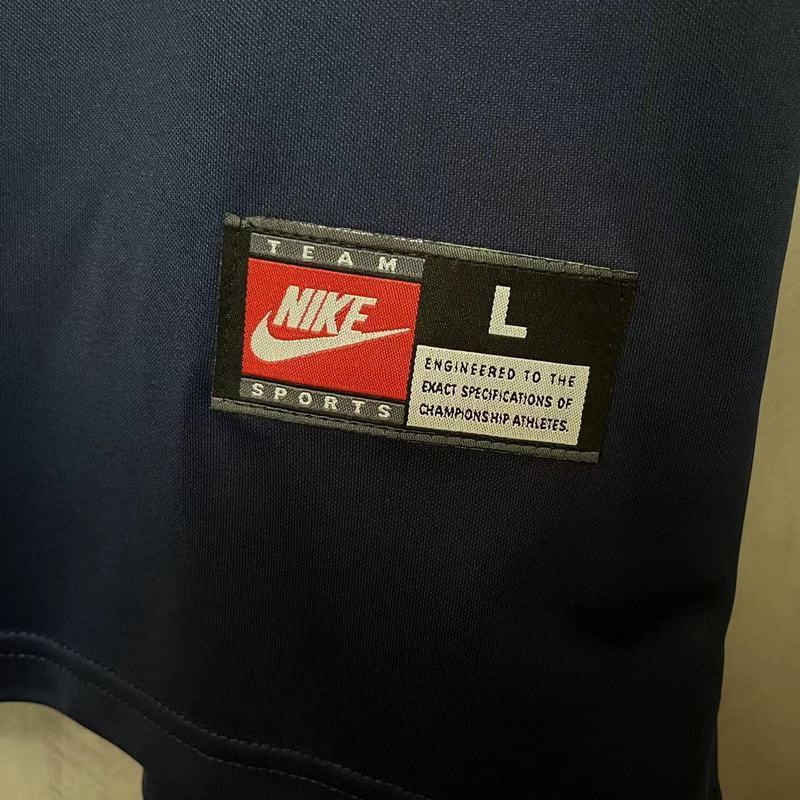 TEAM
NIKE
SPORTS
L
ENGINEERED TO THE
EXACT SPECIFICATIONS OF
CHAMPIONSHIP ATHLETES.